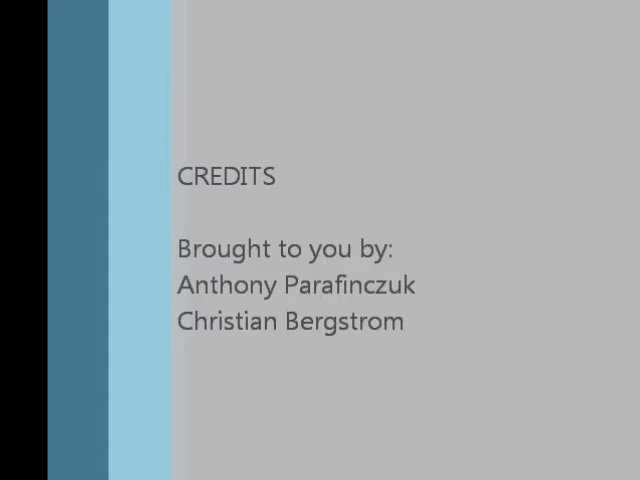 CREDITS
Brought to you by:
Anthony Parafinczuk
Christian Bergstrom